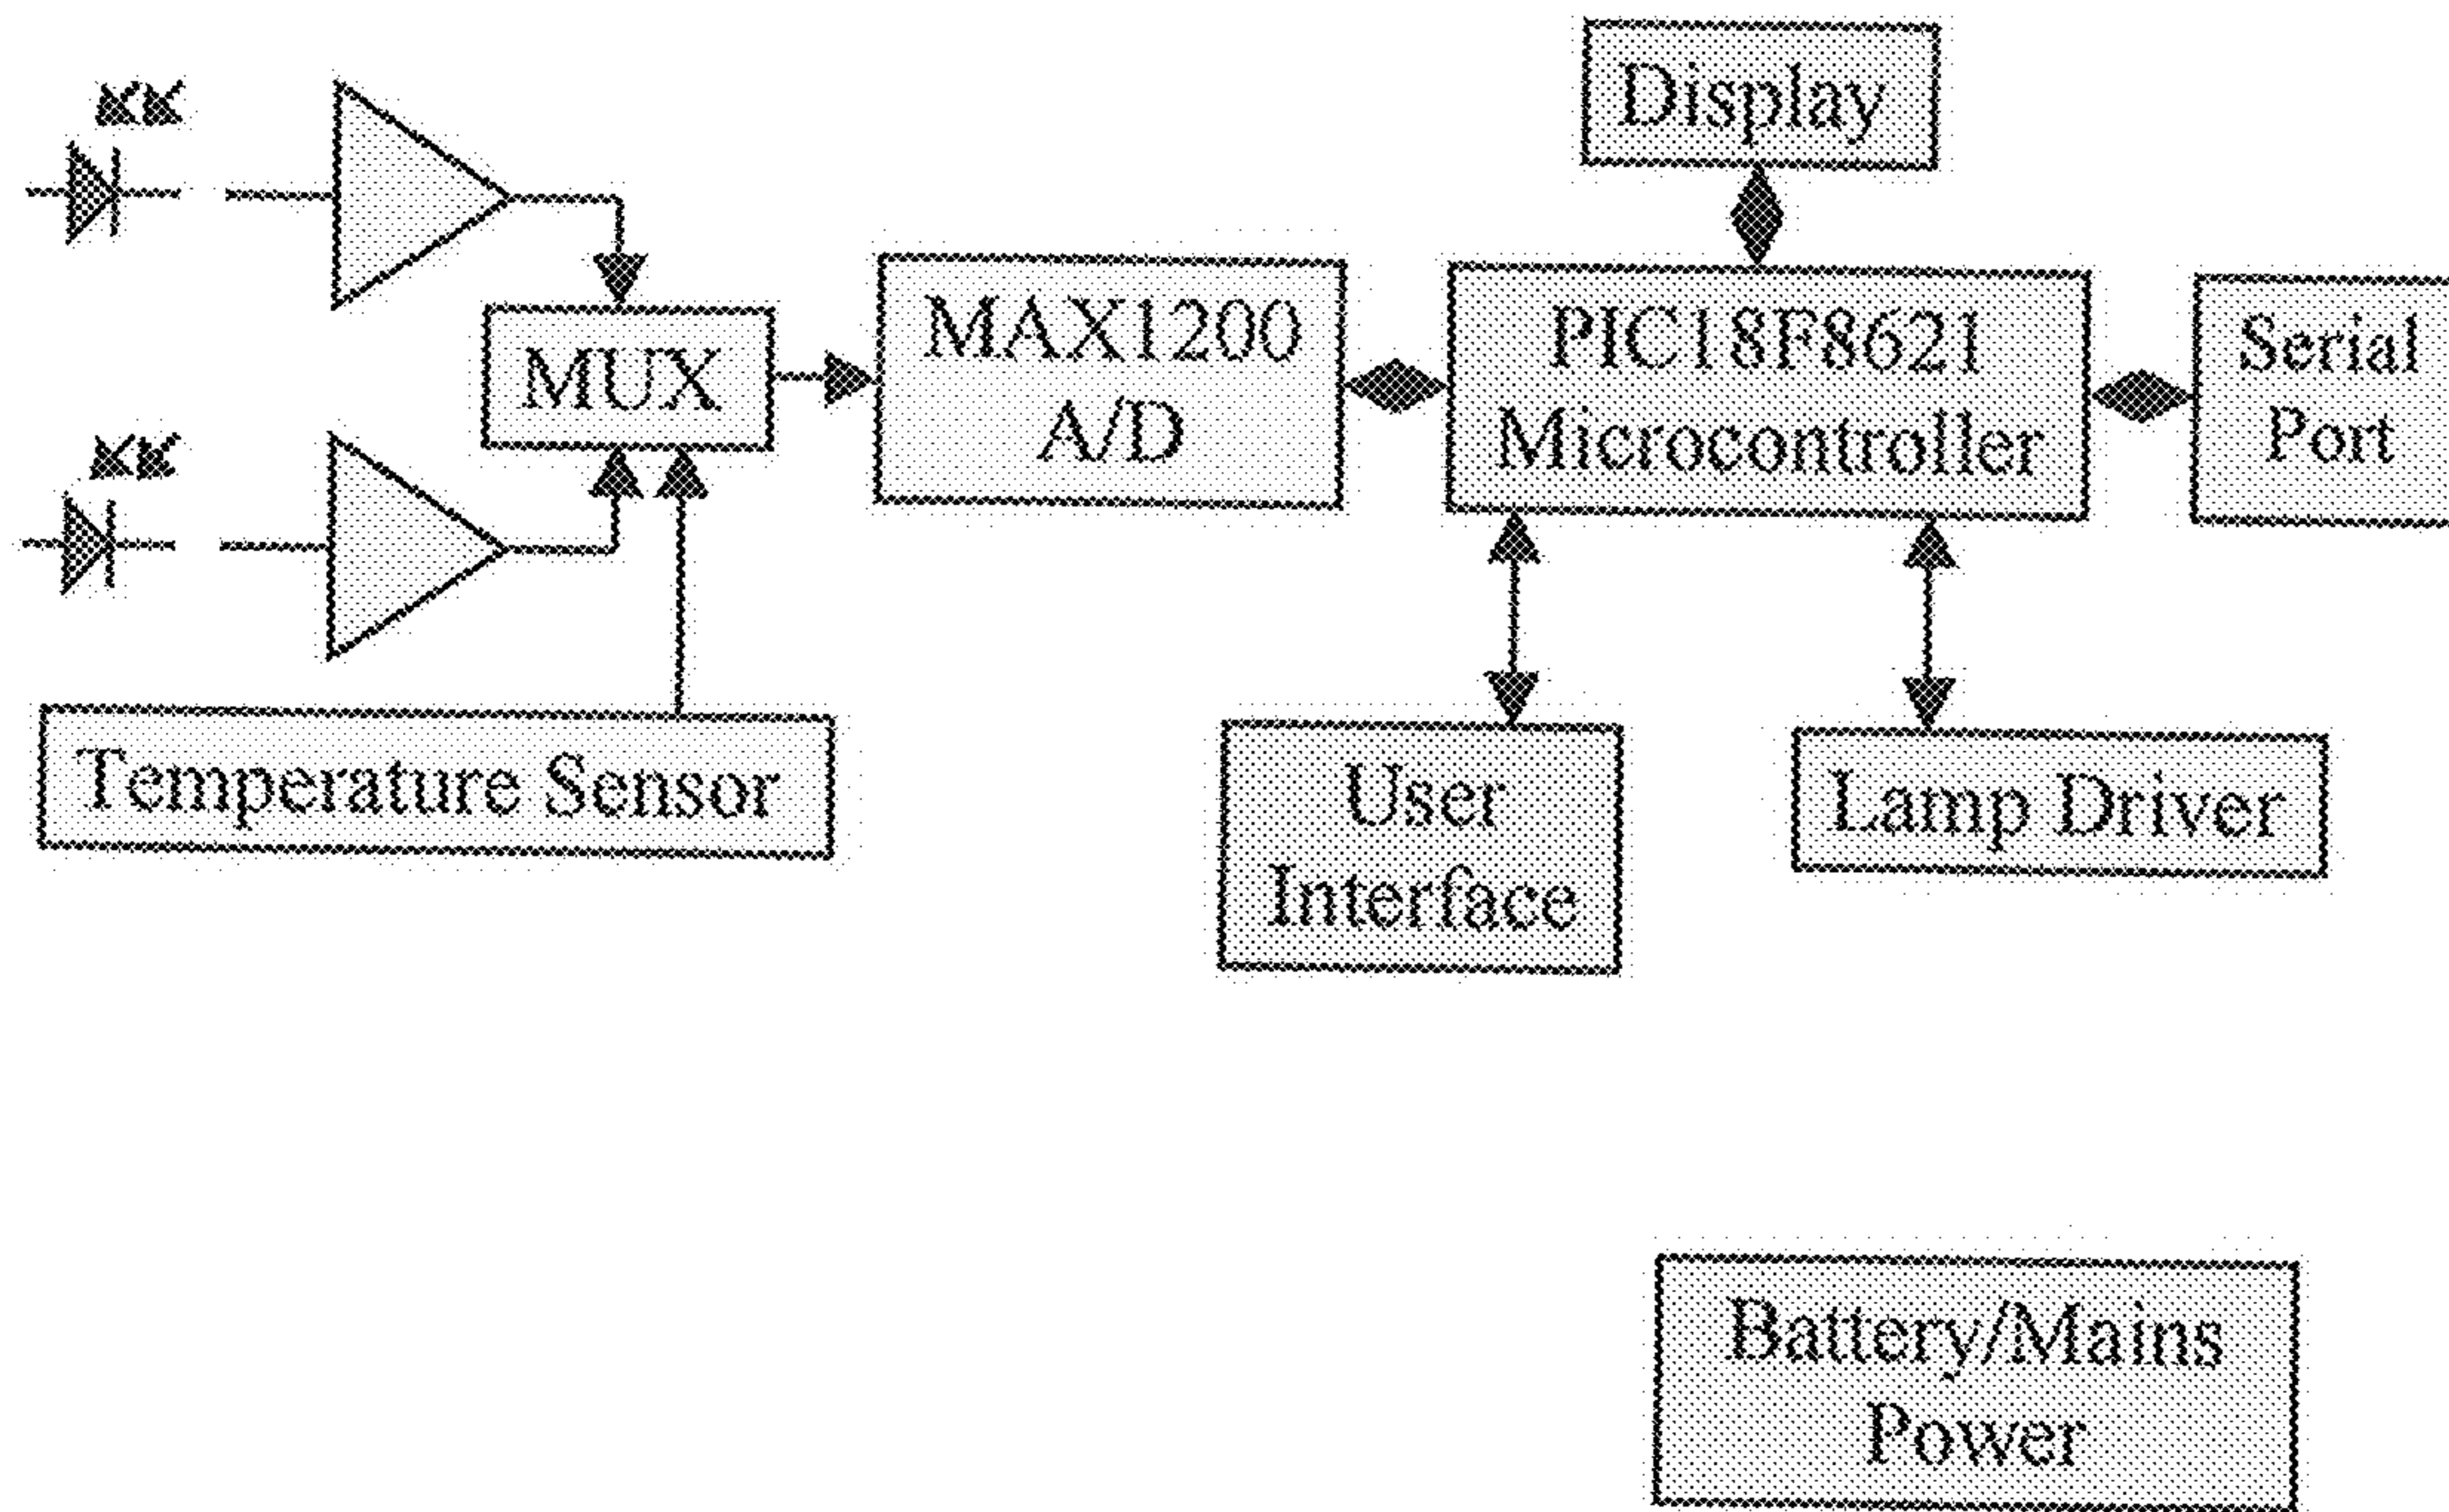 Display
MUX
MAX1200
A/D
PIC18F8621
Microcontroller
Serial
Port
Temperature Sensor
User
Interface
Lamp Driver
Battery/Mains
Power